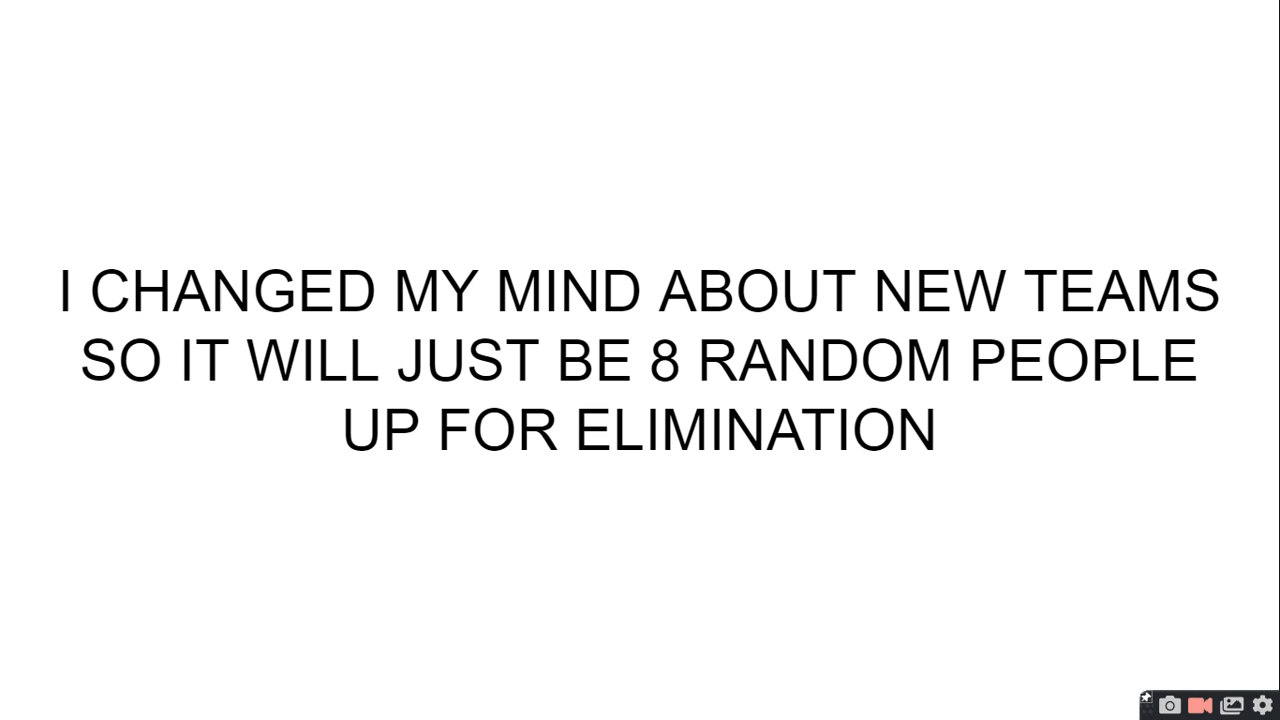 I CHANGED MY MIND ABOUT NEW TEAMS
SO IT WILL JUST BE 8 RANDOM PEOPLE
UP FOR ELIMINATION